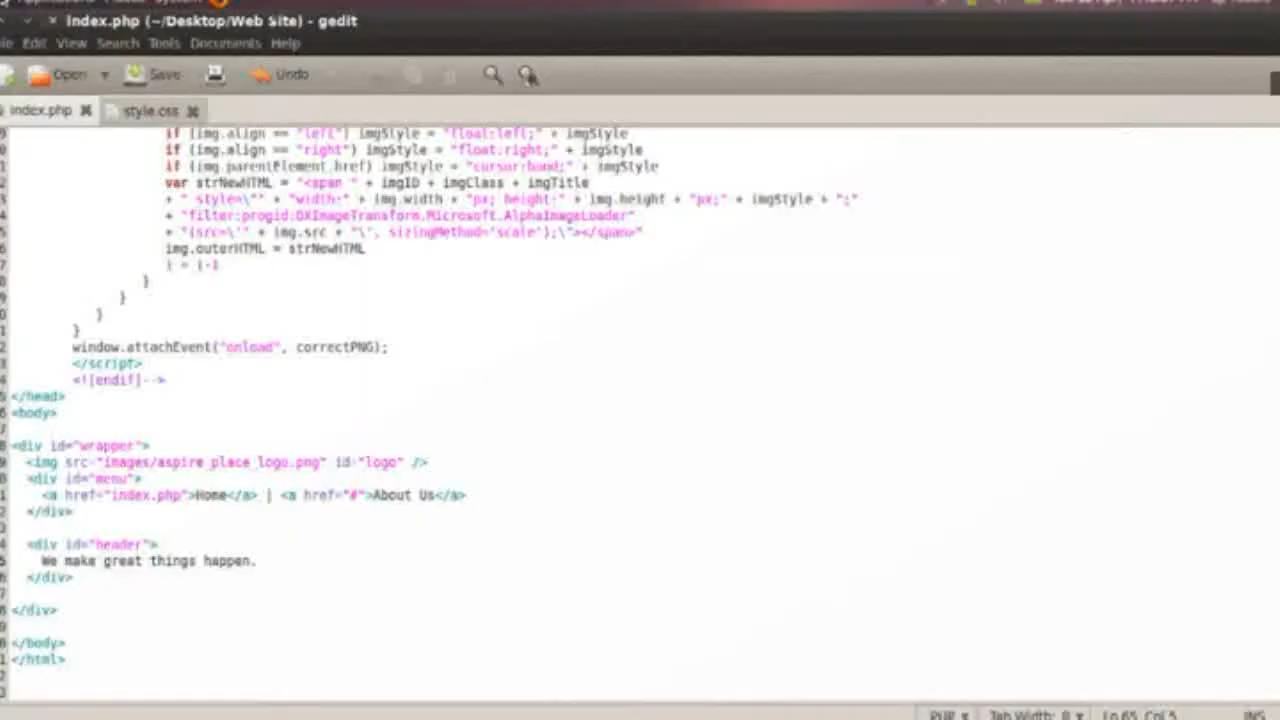 index.php (~/Desktop/Web Site) - gedit
Edit View Search Tools Documents Help
Open Save Undo
index.php style.css
if (img.align == "left") imgStyle = "float:left;" + imgStyle
if (img.align == "right") imgStyle = "float:right;" + imgStyle
if (img.parentElement.href) imgStyle = "cursor:hand;" + imgStyle
var strNewHTML = "<span " + imgID + imgClass + imgTitle
+ " style=\"" + "width:" + img.width + "px; height:" + img.height + "px;" + imgStyle + ";"
+ "filter:progid:DXImageTransform.Microsoft.AlphaImageLoader"
+ "(src=\'" + img.src + "\', sizingMethod='scale');\"></span>"
img.outerHTML = strNewHTML
i = i-1
}
}
}
}
window.attachEvent("onload", correctPNG);
</script>
<![endif]-->
</head>
<body>
<div id="wrapper">
<img src="images/aspire_place_logo.png" id="logo" />
<div id="menu">
<a href="index.php">Home</a> | <a href="#">About Us</a>
</div>
<div id="header">
We make great things happen.
</div>
</div>
</body>
</html>
PHP Tab Width: 8 Ln 65, Col 5 INS